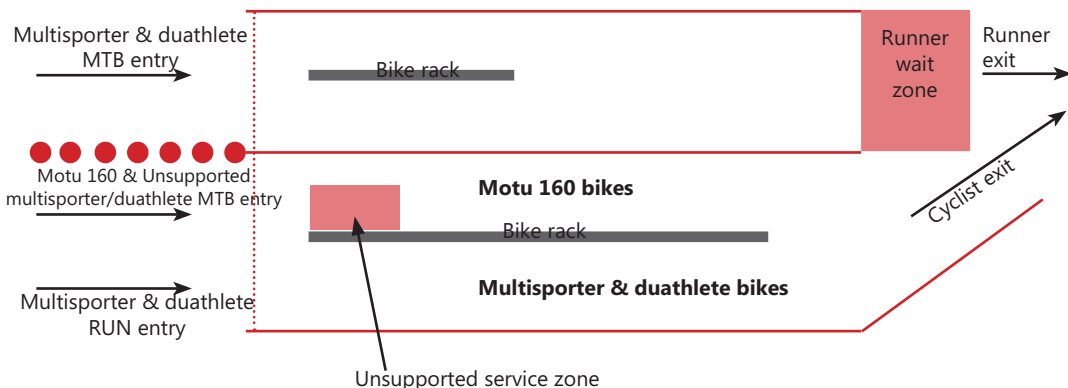 Multisporter & duathlete
MTB entry
Bike rack
Runner
wait
zone
Runner
exit
Motu 160 & Unsupported
multisporter/duathlete MTB entry
Motu 160 bikes
Cyclist exit
Bike rack
Multisporter & duathlete
RUN entry
Multisporter & duathlete bikes
Unsupported service zone